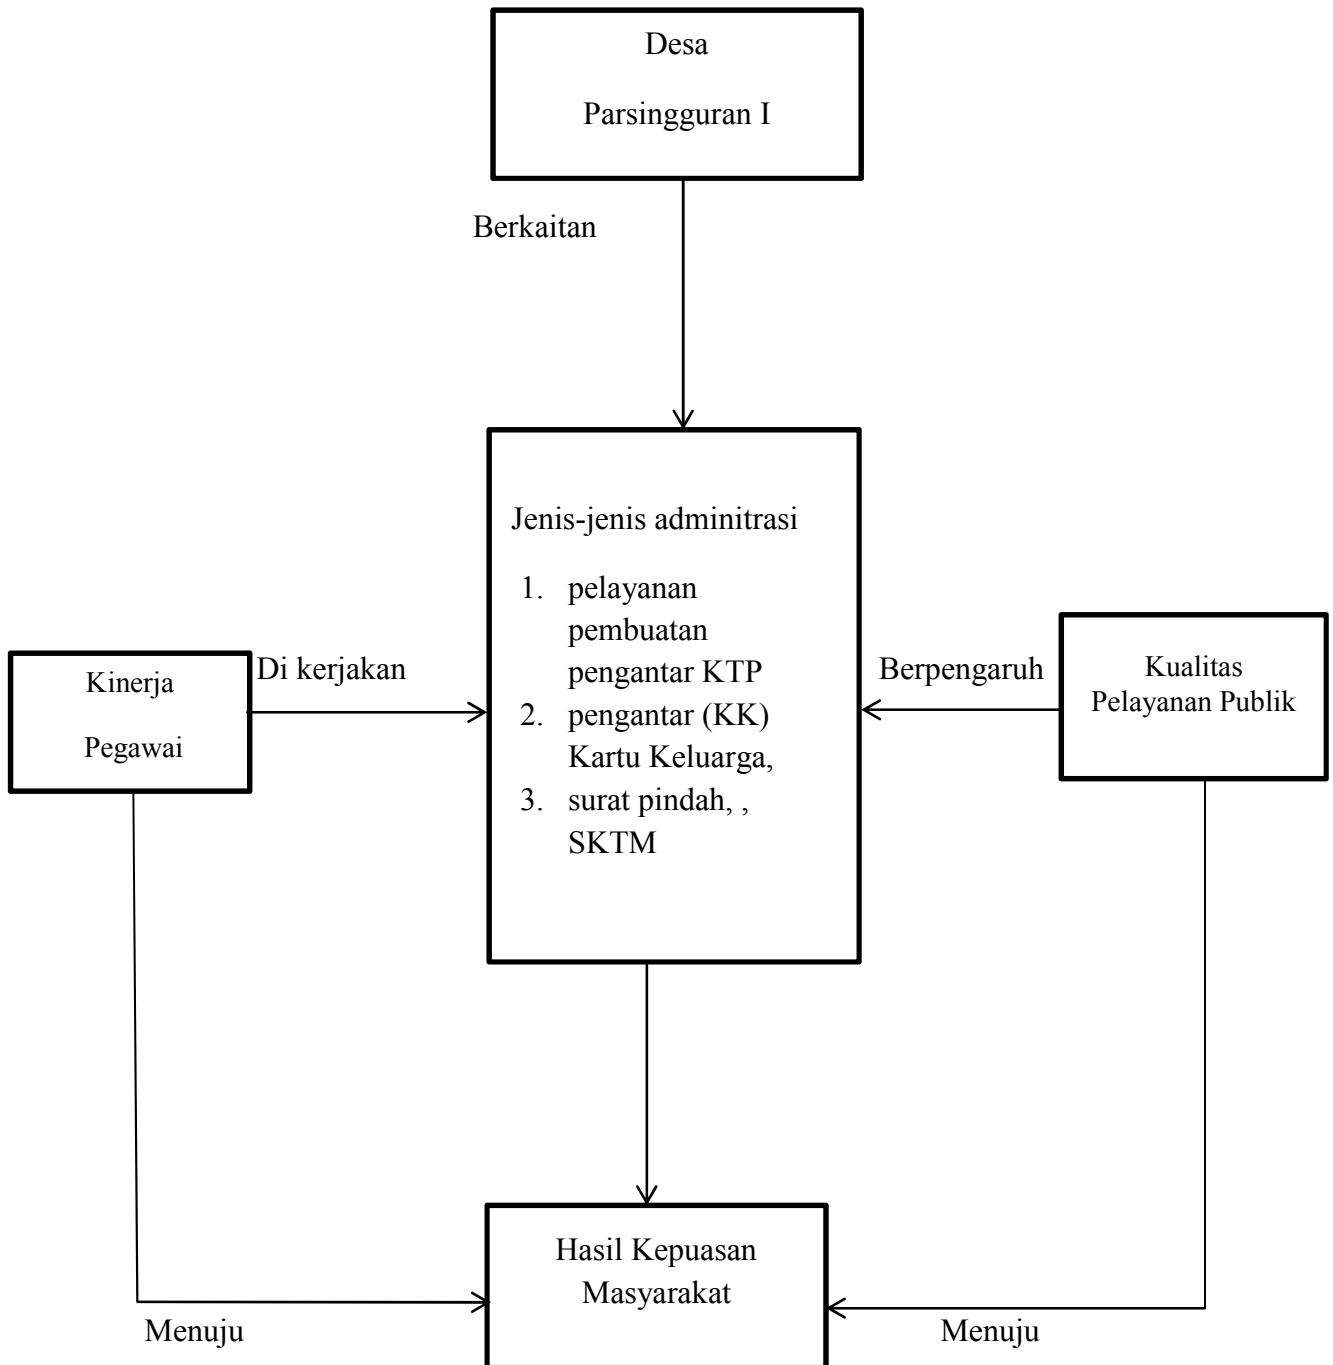 Desa
Parsingguran I
Berkaitan
Jenis-jenis adminitrasi
1. pelayanan
pembuatan
pengantar KTP
2. pengantar (KK)
Kartu Keluarga,
3. surat pindah, ,
SKTM
Kinerja
Pegawai
Di kerjakan
Berpengaruh
Kualitas
Pelayanan Publik
Hasil Kepuasan
Masyarakat
Menuju
Menuju